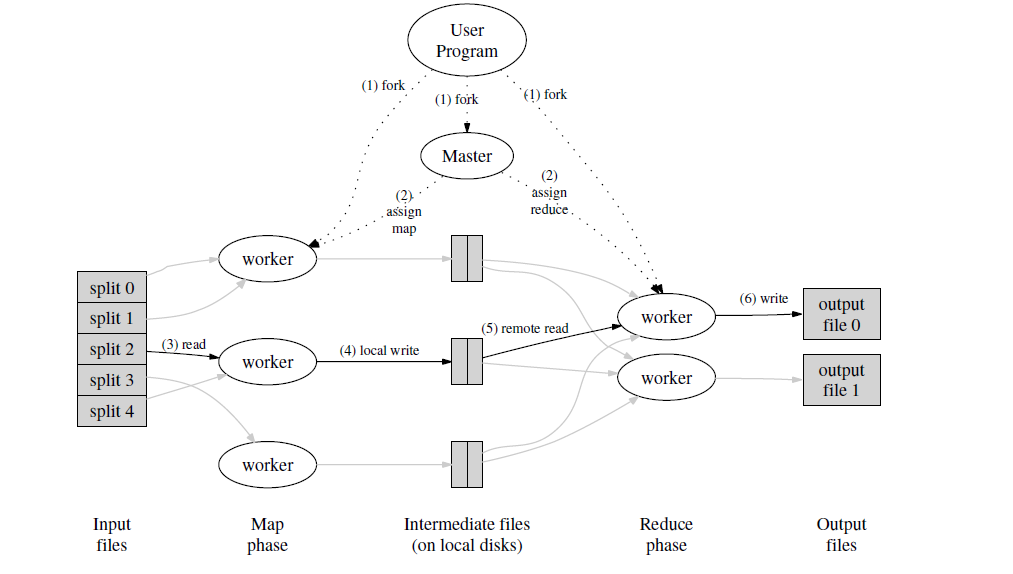 User
Program
(1) fork
(1) fork
(1) fork
Master
(2)
assign
map
(2)
assign
reduce
worker
split 0
split 1
split 2
split 3
split 4
(3) read
worker
(4) local write
(5) remote read
worker
(6) write
output
file 0
worker
output
file 1
worker
Input
files
Map
phase
Intermediate files
(on local disks)
Reduce
phase
Output
files